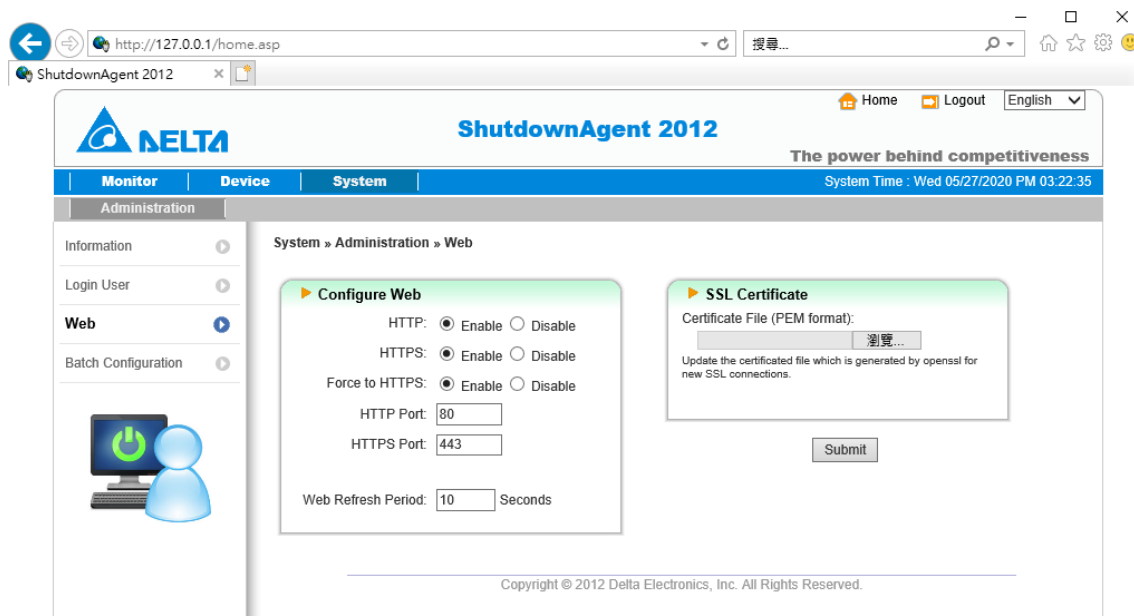 http://127.0.0.1/home.asp
搜尋...
ShutdownAgent 2012
Home Logout English
DELTA
ShutdownAgent 2012
The power behind competitiveness
Monitor Device System System Time : Wed 05/27/2020 PM 03:22:35
Administration
Information
Login User
Web
Batch Configuration
System » Administration » Web
Configure Web
HTTP: Enable Disable
HTTPS: Enable Disable
Force to HTTPS: Enable Disable
HTTP Port: 80
HTTPS Port: 443
Web Refresh Period: 10 Seconds
SSL Certificate
Certificate File (PEM format):
瀏覽...
Update the certificated file which is generated by openssl for
new SSL connections.
Submit
Copyright © 2012 Delta Electronics, Inc. All Rights Reserved.